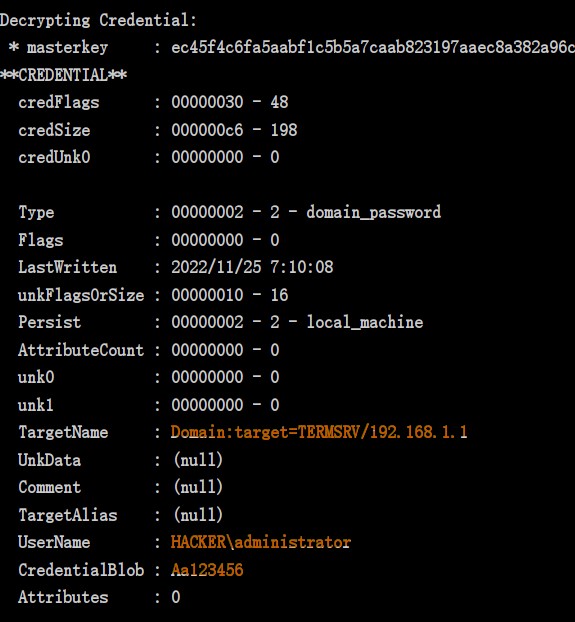 Decrypting Credential:
 * masterkey     : ec45f4c6fa5aabf1c5b5a7caab823197aaec8a382a96c
**CREDENTIAL**
  credFlags      : 00000030 - 48
  credSize       : 000000c6 - 198
  credUnk0       : 00000000 - 0

  Type           : 00000002 - 2 - domain_password
  Flags          : 00000000 - 0
  LastWritten    : 2022/11/25 7:10:08
  unkFlagsOrSize : 00000010 - 16
  Persist        : 00000002 - 2 - local_machine
  AttributeCount : 00000000 - 0
  unk0           : 00000000 - 0
  unk1           : 00000000 - 0
  TargetName     : Domain:target=TERMSRV/192.168.1.1
  UnkData        : (null)
  Comment        : (null)
  TargetAlias    : (null)
  UserName       : HACKER\administrator
  CredentialBlob : Aa123456
  Attributes     : 0